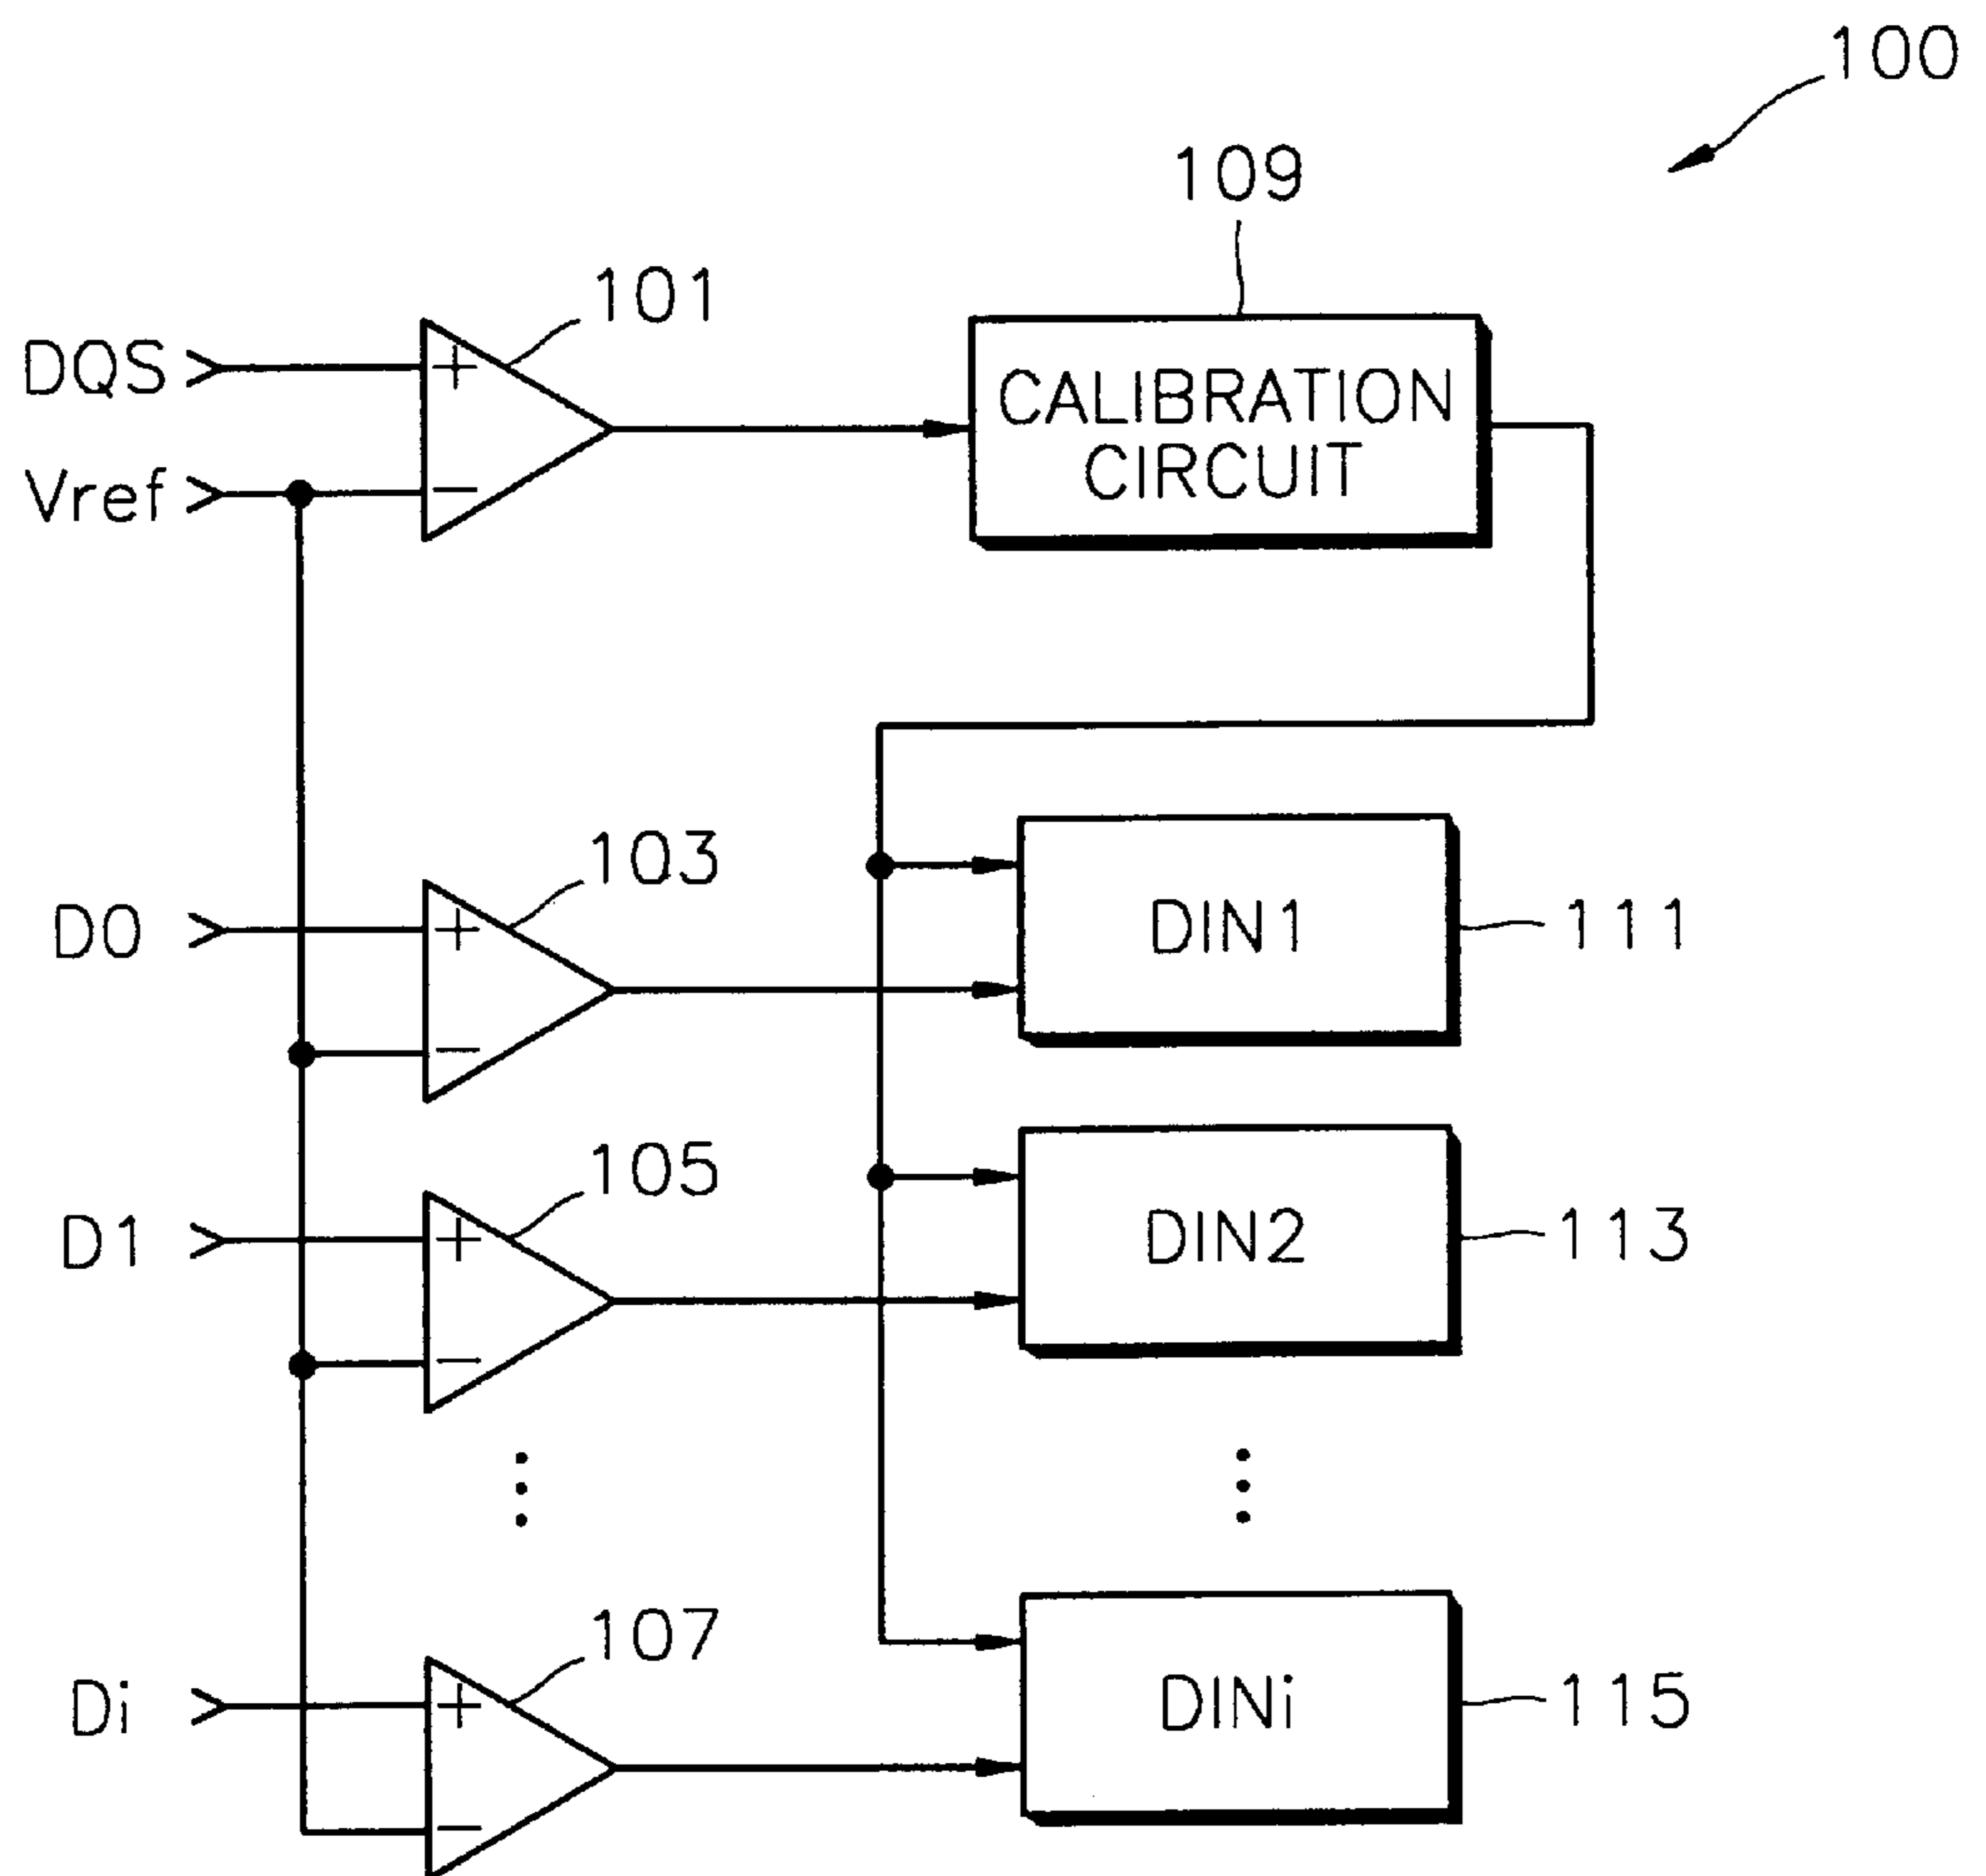 100
109
101
DQS
+
CALIBRATION
CIRCUIT
Vref
−
103
D0
+
DIN1
111
−
105
D1
+
DIN2
113
−
107
Di
+
DINi
115
−